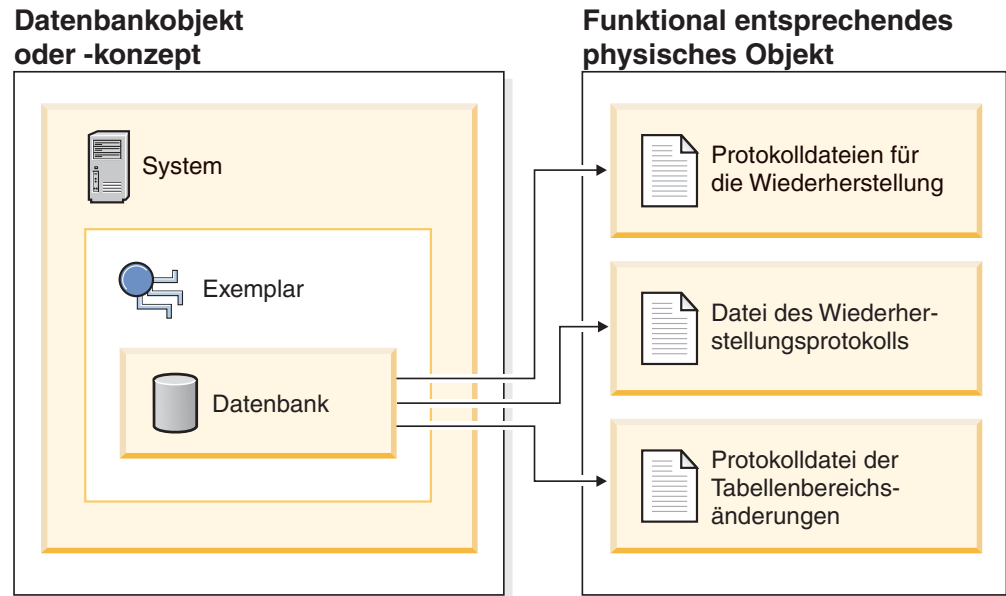 Datenbankobjekt
oder -konzept
System
Exemplar
Datenbank
Funktional entsprechendes
physisches Objekt
Protokolldateien für
die Wiederherstellung
Datei des Wiederher-
stellungsprotokolls
Protokolldatei der
Tabellenbereichs-
änderungen